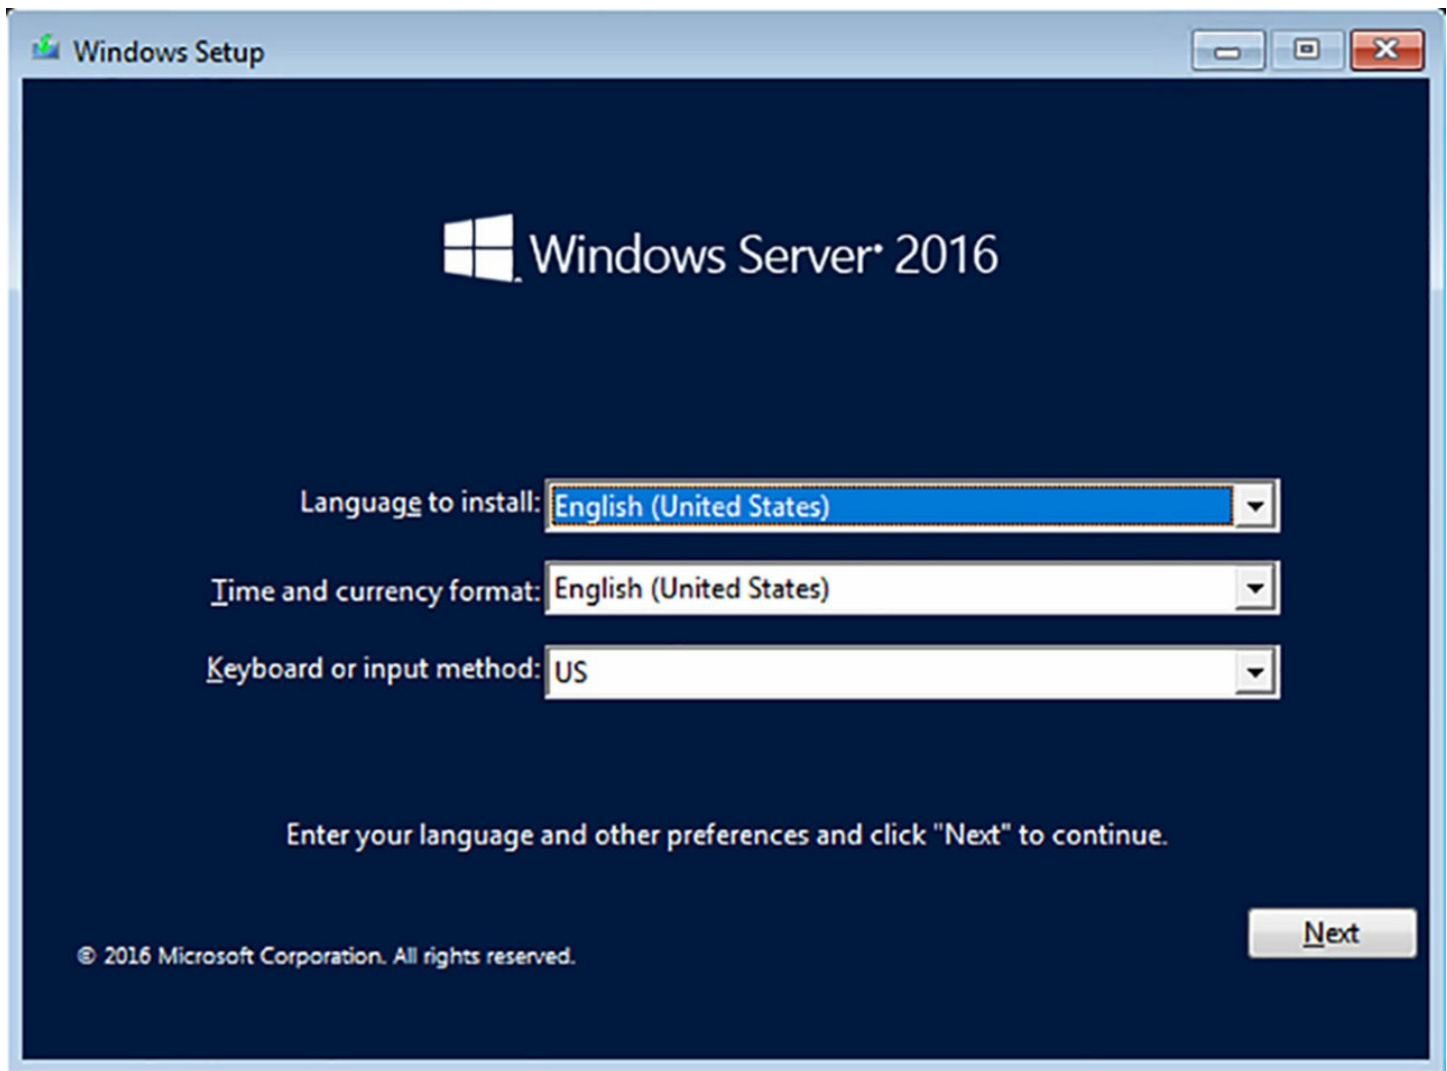 Windows Setup
Windows Server® 2016
Language to install: English (United States)
Time and currency format: English (United States)
Keyboard or input method: US
Enter your language and other preferences and click "Next" to continue.
Next
© 2016 Microsoft Corporation. All rights reserved.